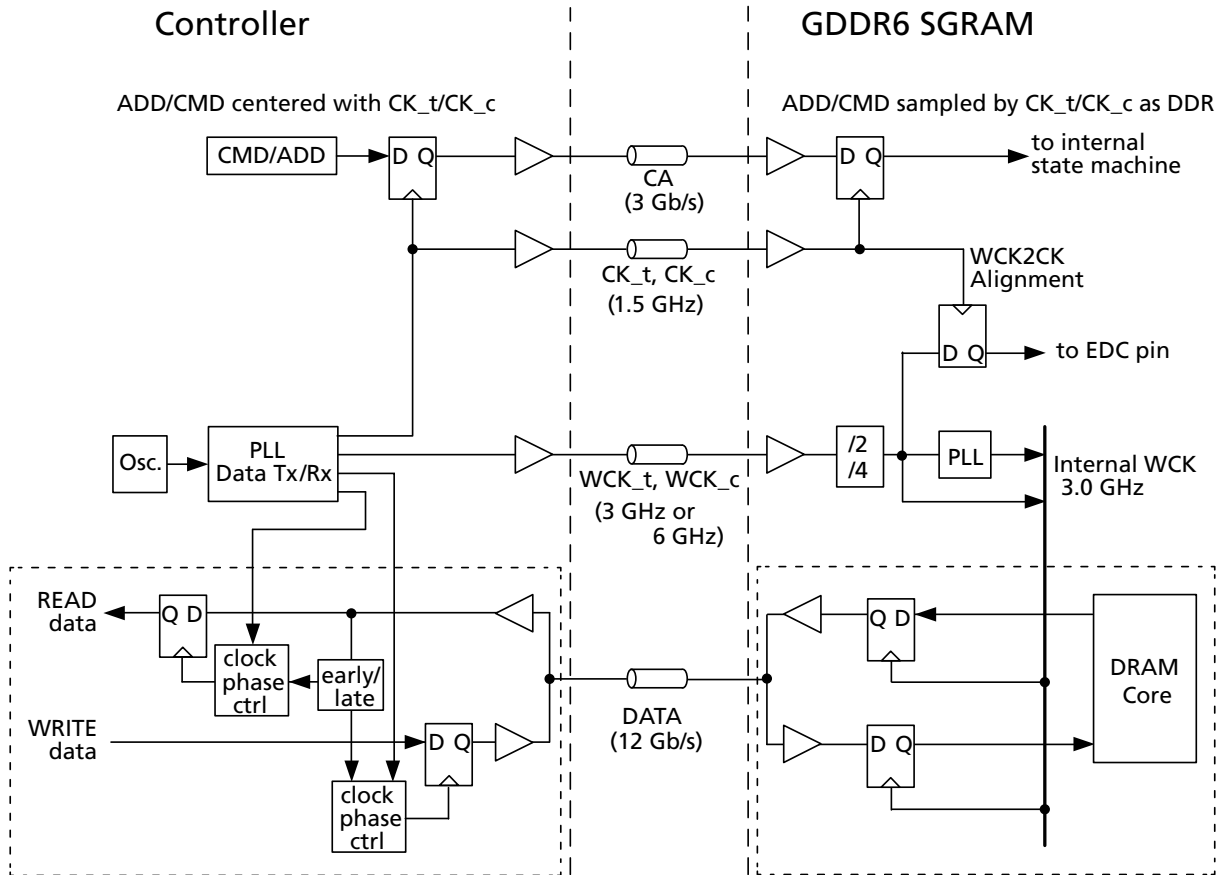 Controller
GDDR6 SGRAM
ADD/CMD centered with CK_t/CK_c
ADD/CMD sampled by CK_t/CK_c as DDR
CMD/ADD
D Q
CA
(3 Gb/s)
D Q
to internal
state machine
CK_t, CK_c
(1.5 GHz)
WCK2CK
Alignment
D Q
to EDC pin
Osc.
PLL
Data Tx/Rx
WCK_t, WCK_c
(3 GHz or
6 GHz)
/2
/4
PLL
Internal WCK
3.0 GHz
READ
data
Q D
clock
phase
ctrl
early/
late
WRITE
data
D Q
clock
phase
ctrl
DATA
(12 Gb/s)
Q D
D Q
DRAM
Core